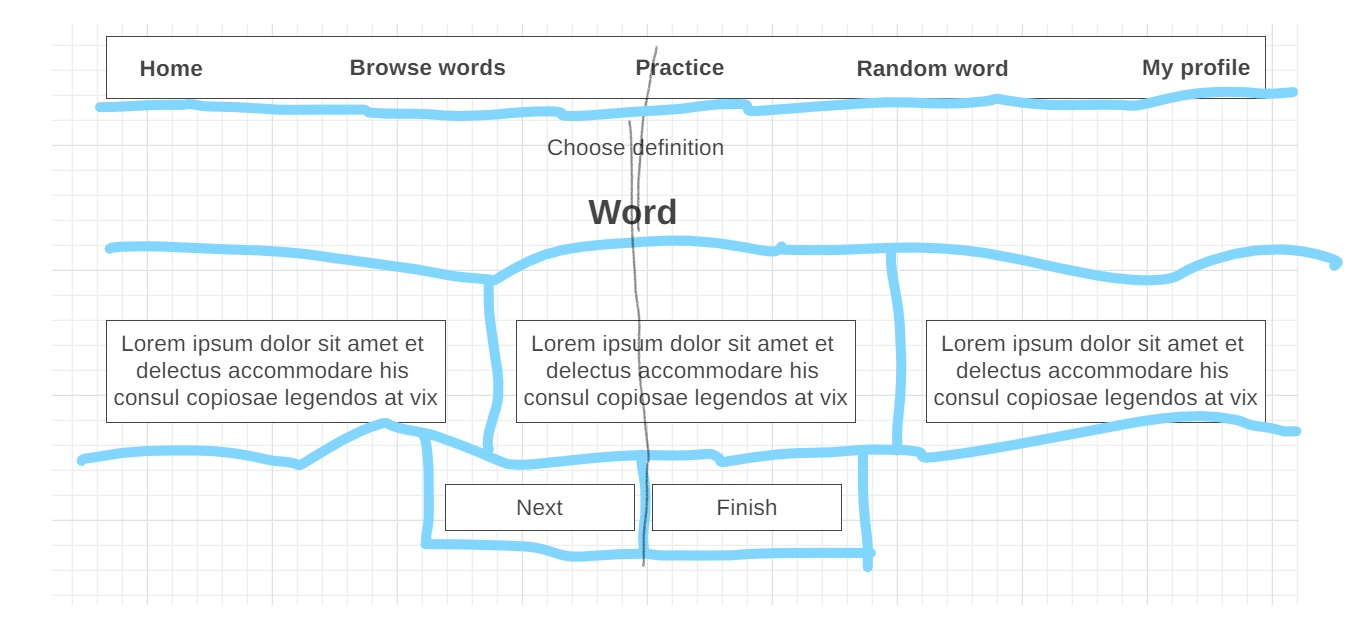 Home Browse words Practice Random word My profile
Choose definition
Word
Lorem ipsum dolor sit amet et
delectus accommodare his
consul copiosae legendos at vix
Lorem ipsum dolor sit amet et
delectus accommodare his
consul copiosae legendos at vix
Lorem ipsum dolor sit amet et
delectus accommodare his
consul copiosae legendos at vix
Next Finish